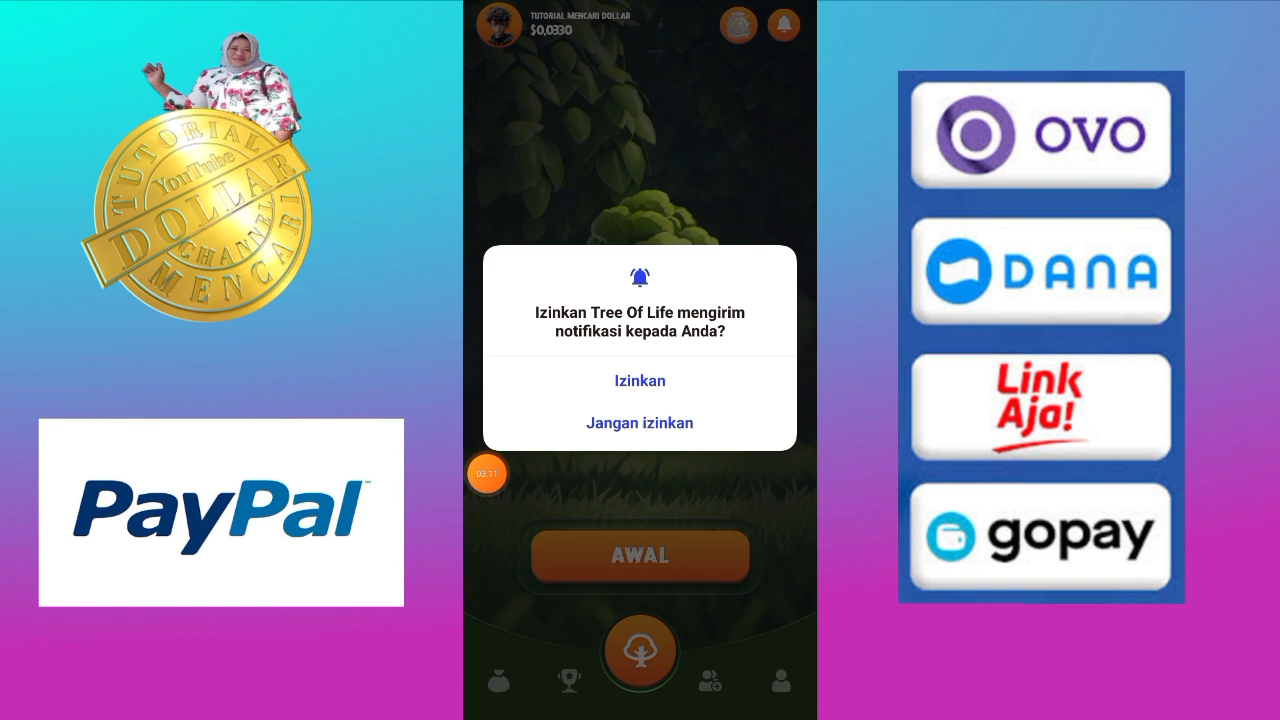 TUTORIAL
YouTube
DOLLAR
CHANNEL
MENCARI
PayPal™
TUTORIAL MENCARI DOLLAR
$0,0330
Izinkan Tree Of Life mengirim
notifikasi kepada Anda?
Izinkan
Jangan izinkan
03.11
AWAL
OVO
DANA
Link
Aja!
gopay